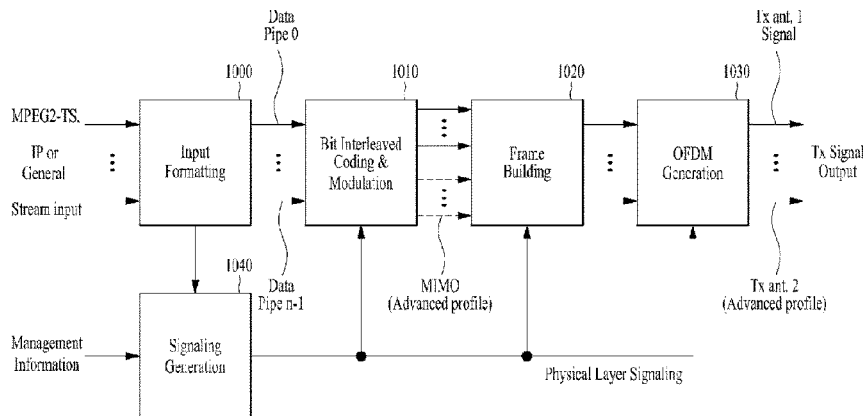 Data
Pipe 0
Tx ant. 1
Signal
1000
1010
1020
1030
MPEG2-TS,
IP or
General
Stream input
Input
Formatting
Bit Interleaved
Coding &
Modulation
Frame
Building
OFDM
Generation
Tx Signal
Output
1040
Data
Pipe n-1
MIMO
(Advanced profile)
Tx ant. 2
(Advanced profile)
Management
Information
Signaling
Generation
Physical Layer Signaling